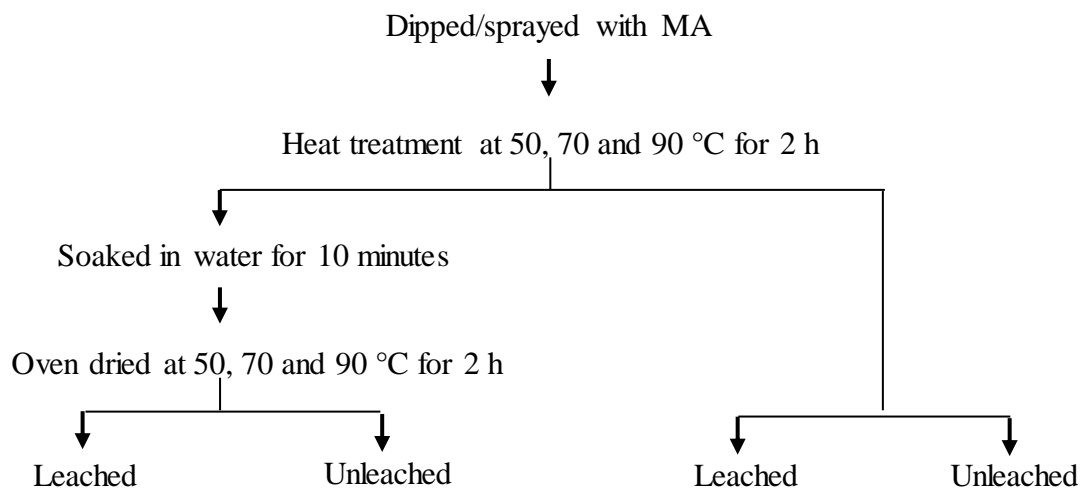 Dipped/sprayed with MA
Heat treatment at 50, 70 and 90 °C for 2 h
Soaked in water for 10 minutes
Oven dried at 50, 70 and 90 °C for 2 h
Leached Unleached Leached Unleached